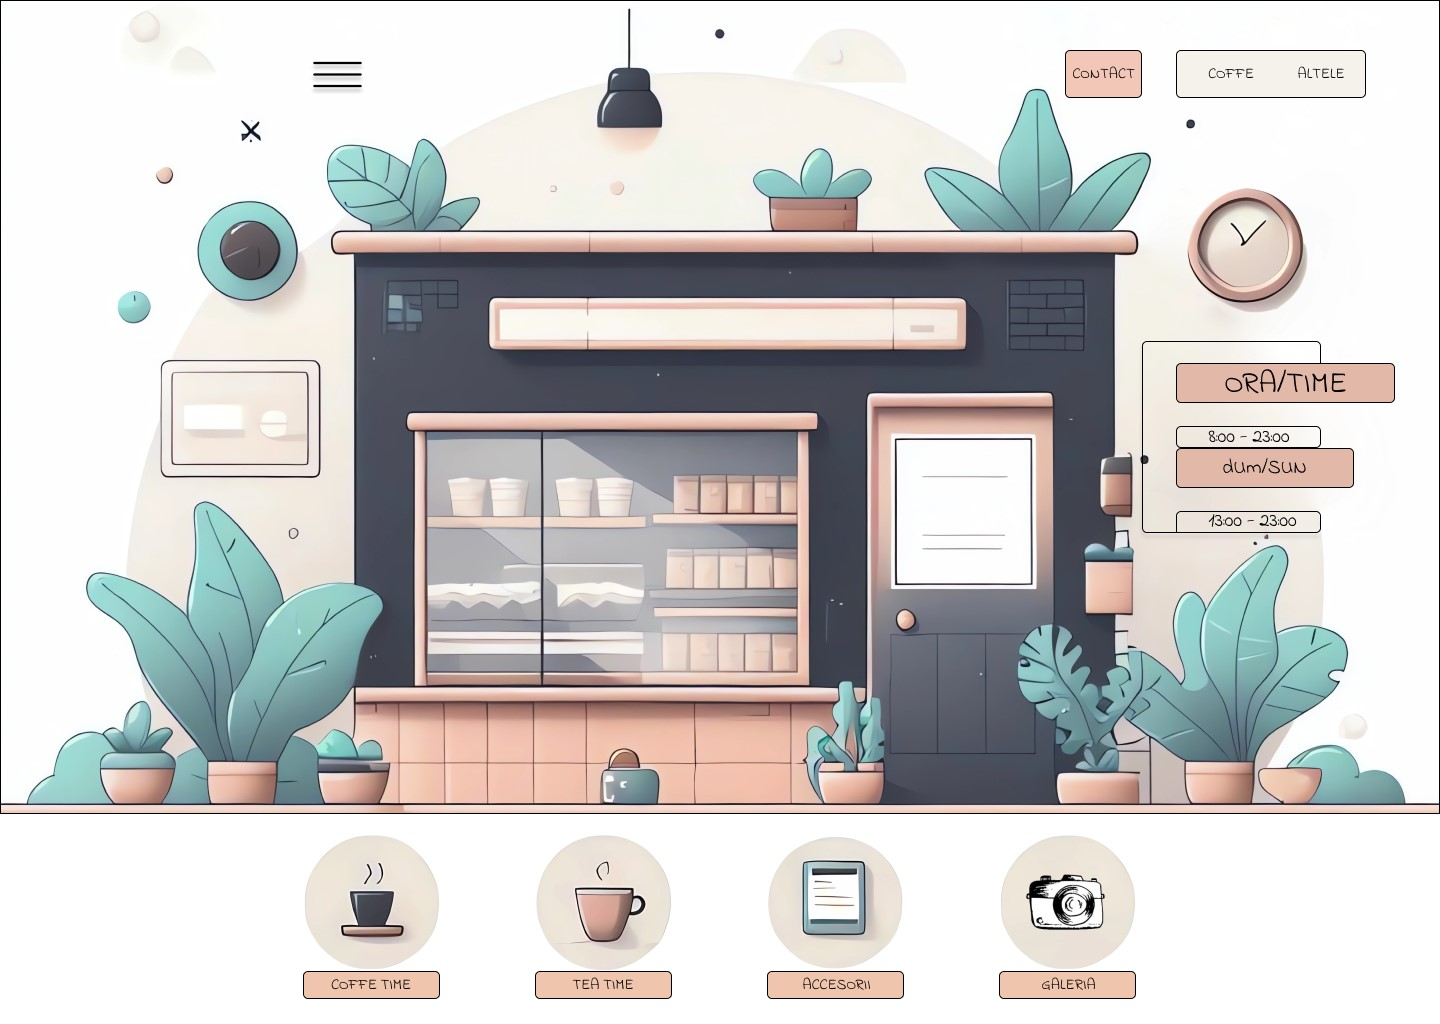 CONTACT
COFFE ALTELE
ORA/TIME
8:00 - 23:00
dum/SUN
13:00 - 23:00
COFFE TIME
TEA TIME
ACCESORII
GALERIA